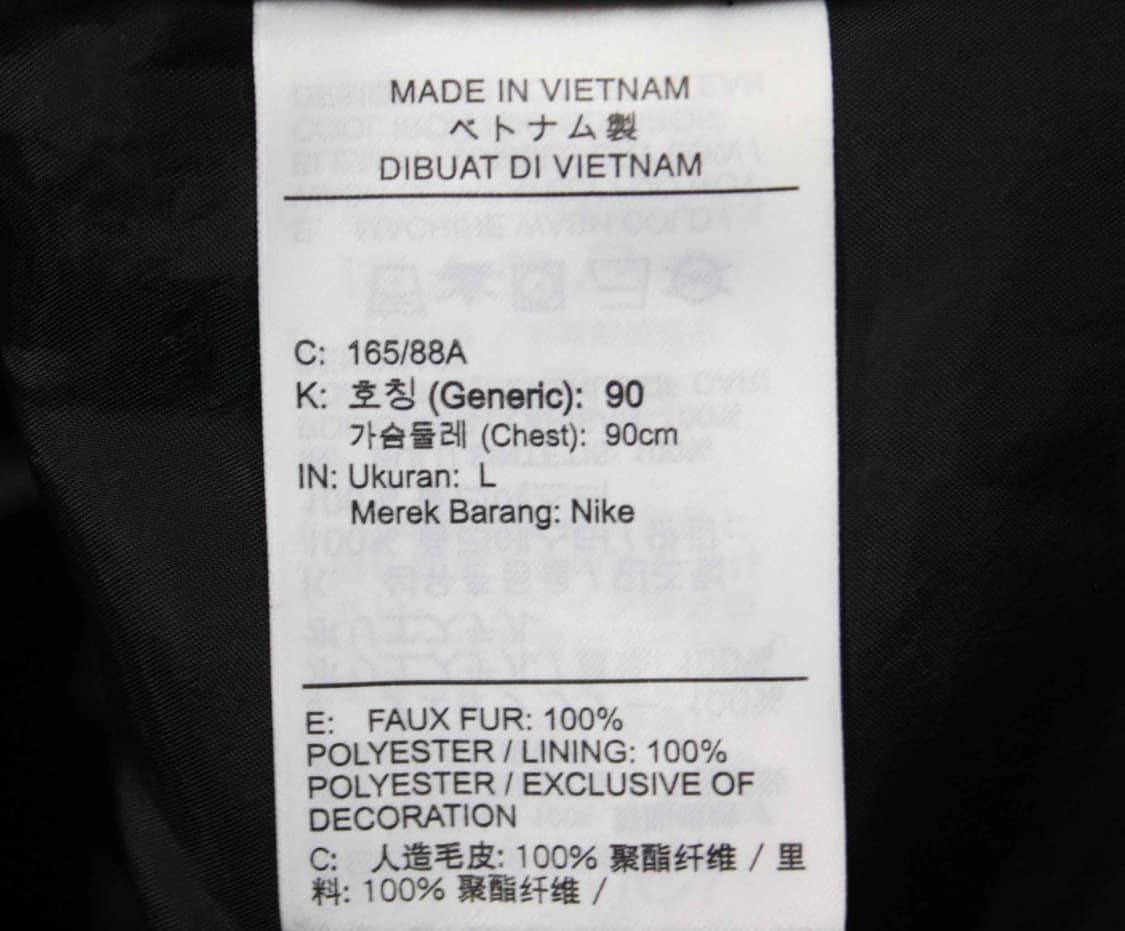 MADE IN VIETNAM
ベトナム製
DIBUAT DI VIETNAM
C: 165/88A
K: 호칭 (Generic): 90
가슴둘레 (Chest): 90cm
IN: Ukuran: L
Merek Barang: Nike
E: FAUX FUR: 100%
POLYESTER / LINING: 100%
POLYESTER / EXCLUSIVE OF
DECORATION
C: 人造毛皮: 100% 聚酯纤维 / 里
料: 100% 聚酯纤维 /